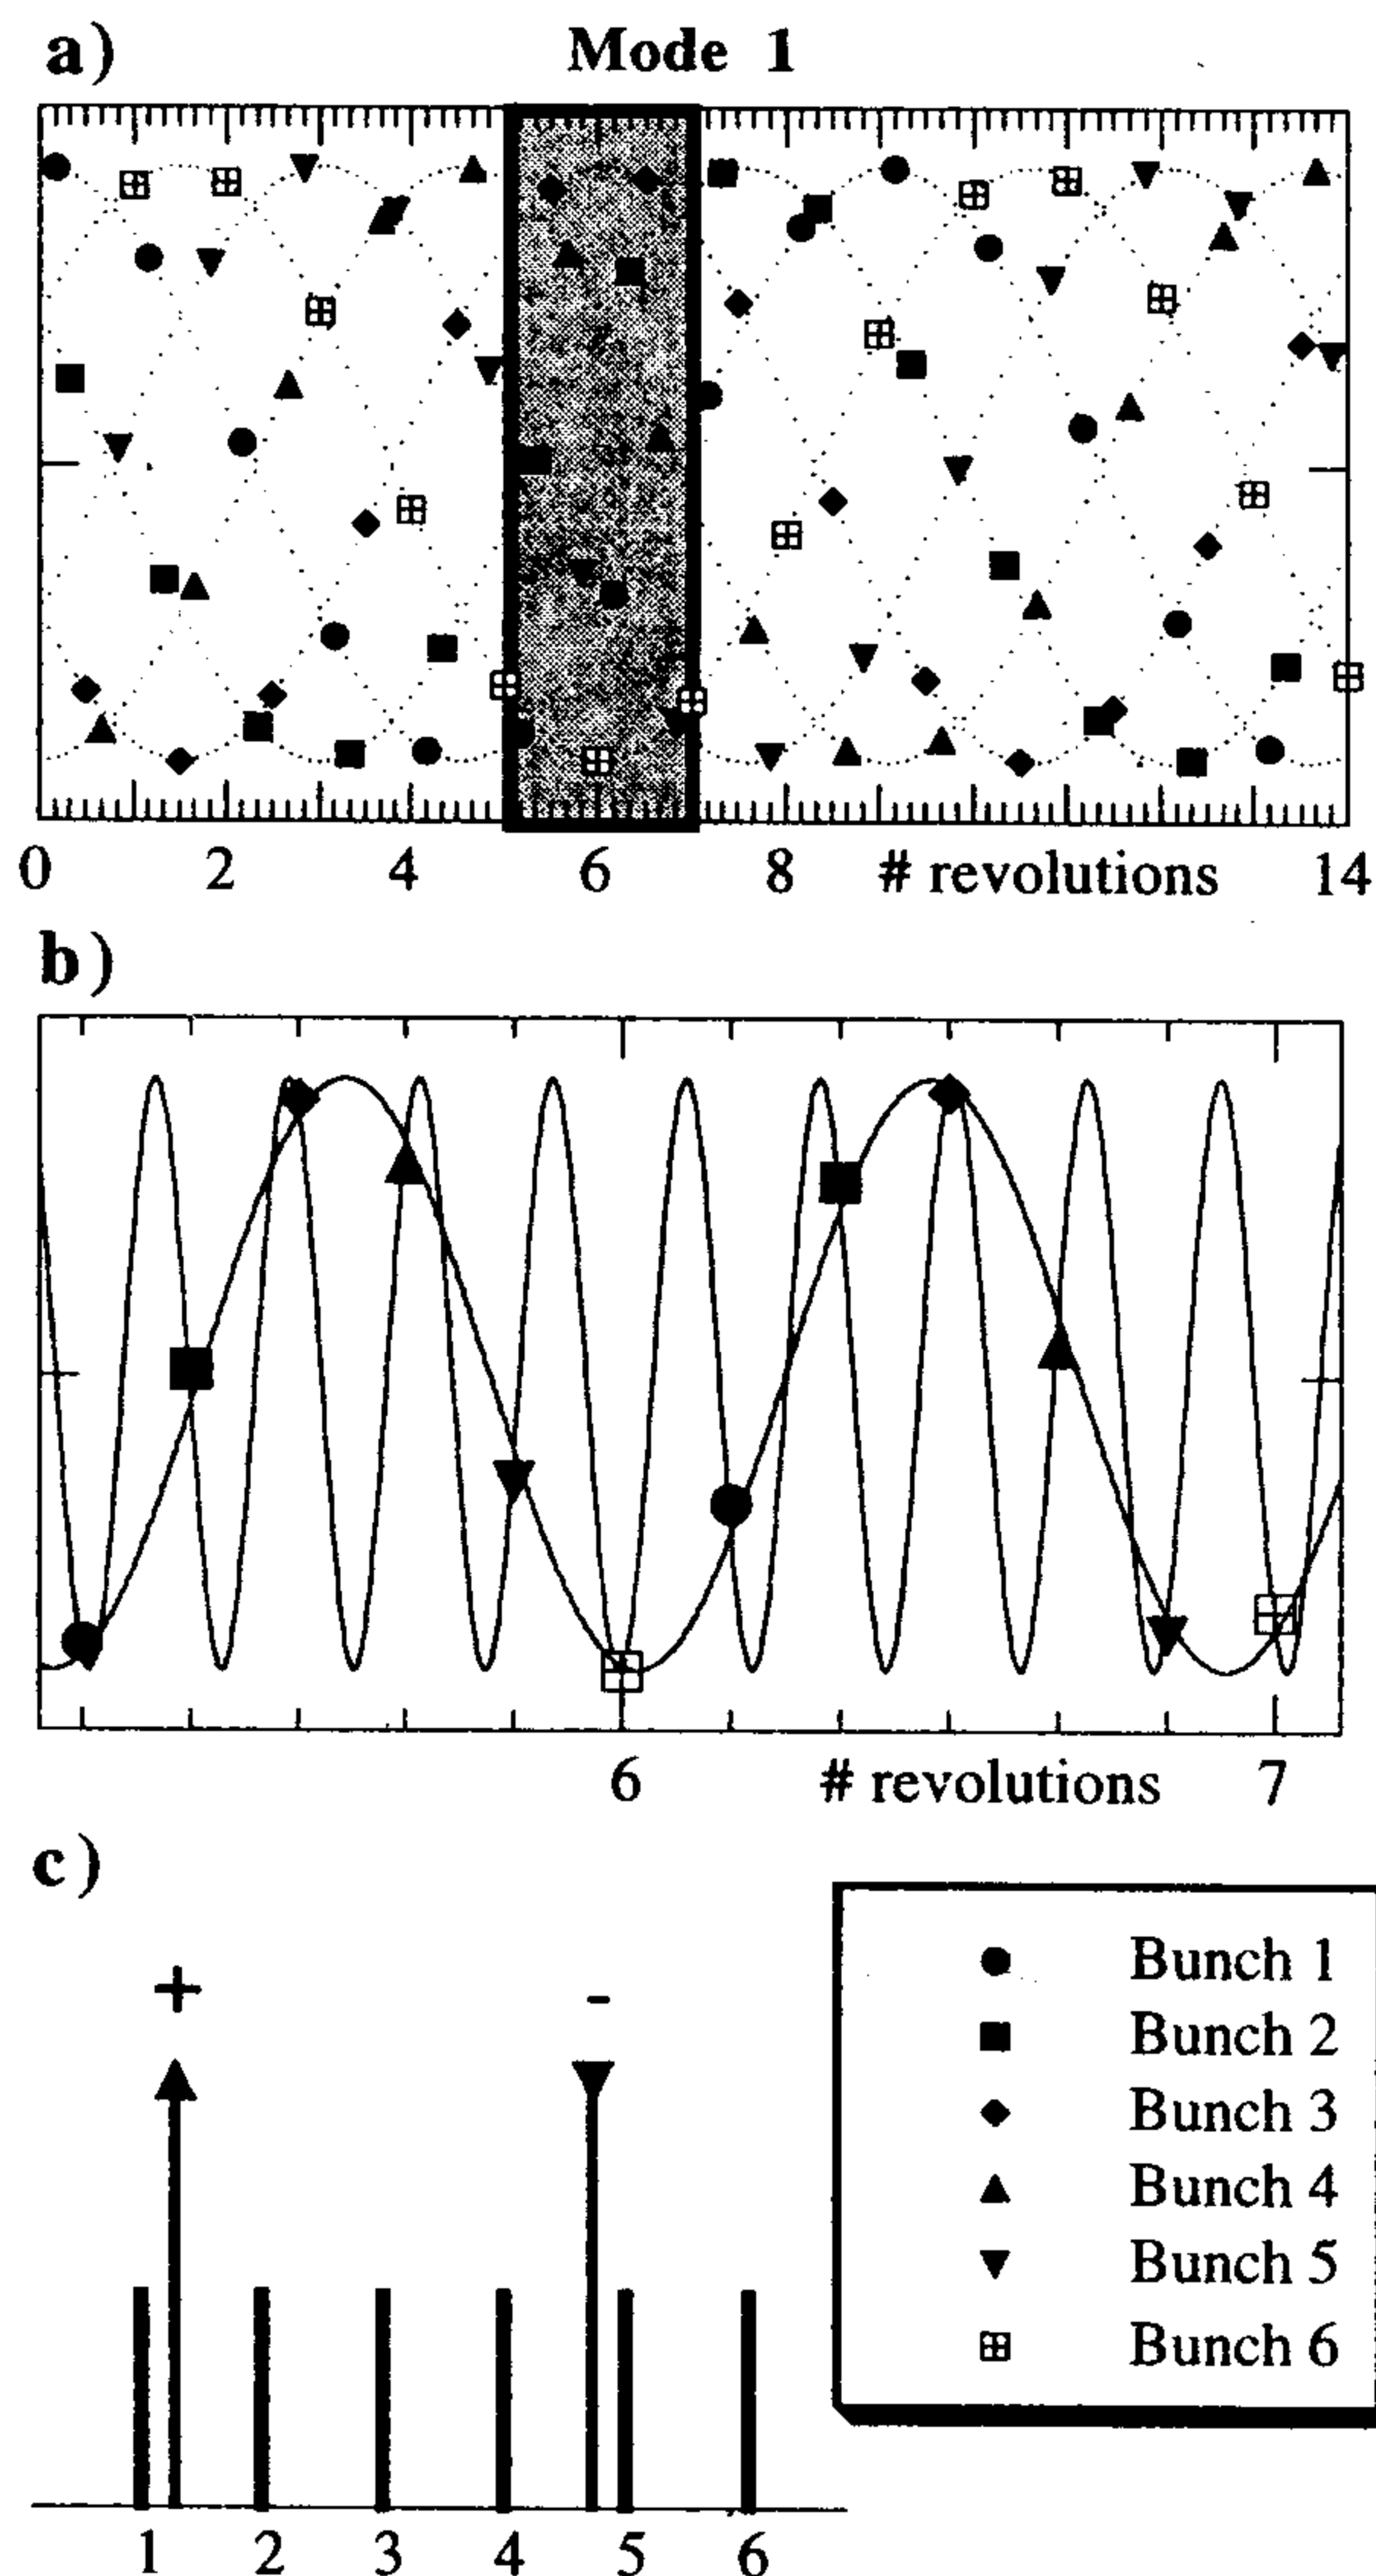 a) Mode 1
0 2 4 6 8 # revolutions 14
b)
6 # revolutions 7
c)
+ -
1 2 3 4 5 6
Bunch 1
Bunch 2
Bunch 3
Bunch 4
Bunch 5
Bunch 6